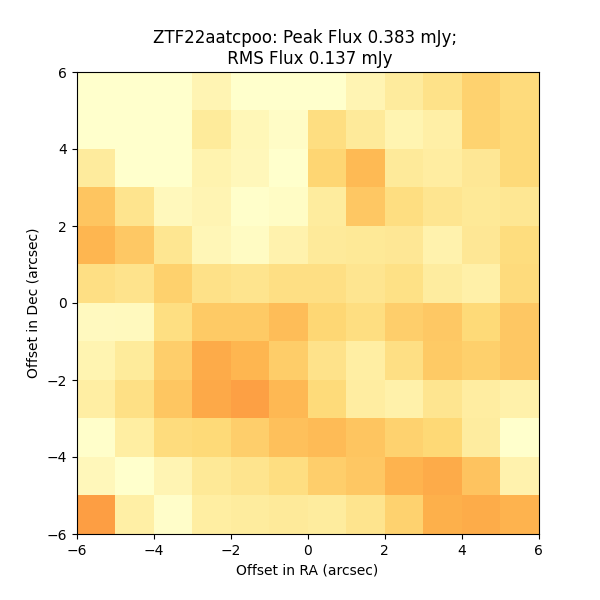 ZTF22aatcpoo: Peak Flux 0.383 mJy;
RMS Flux 0.137 mJy
6
4
2
0
−2
−4
−6
Offset in Dec (arcsec)
−6 −4 −2 0 2 4 6
Offset in RA (arcsec)